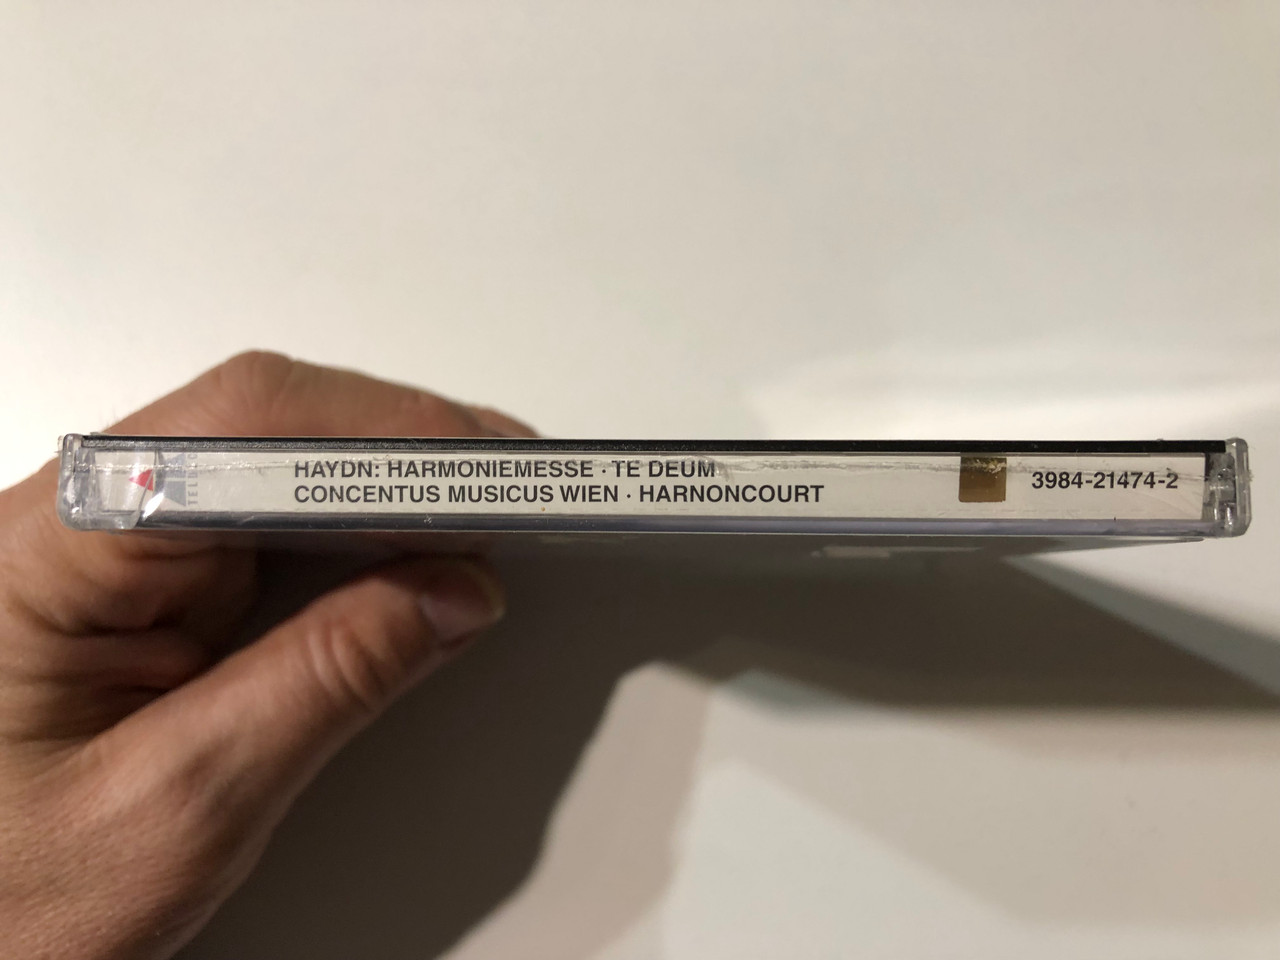 HAYDN: HARMONIEMESSE · TE DEUM
CONCENTUS MUSICUS WIEN · HARNONCOURT
3984-21474-2